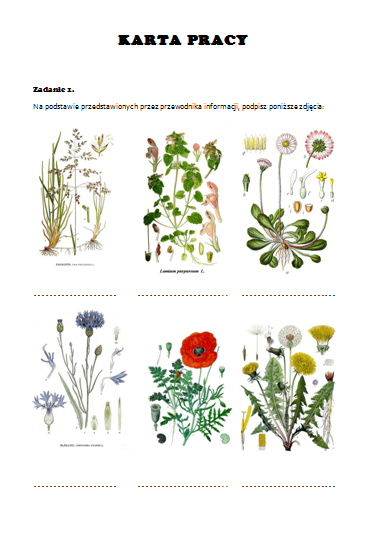 KARTA PRACY
Zadanie 1.
Na podstawie przedstawionych przez przewodnika informacji, podpisz poniższe zdjęcia:
Lamium purpureum L.